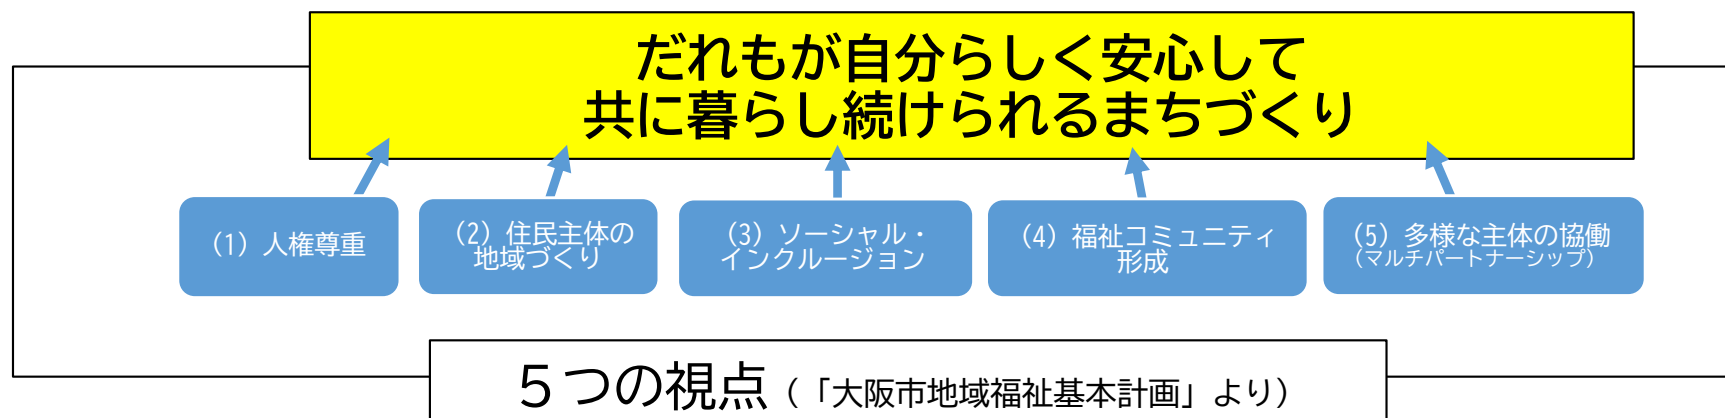 だれもが自分らしく安心して
共に暮らし続けられるまちづくり
（1）人権尊重
（2）住民主体の
地域づくり
（3）ソーシャル・
インクルージョン
（4）福祉コミュニティ
形成
（5）多様な主体の協働
（マルチパートナーシップ）
５つの視点（「大阪市地域福祉基本計画」より）